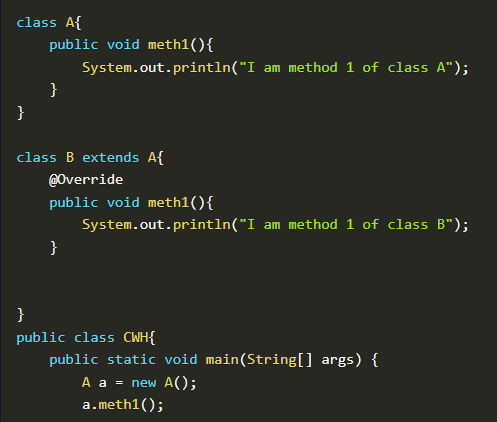 class A{
    public void meth1(){
        System.out.println("I am method 1 of class A");
    }
}

class B extends A{
    @Override
    public void meth1(){
        System.out.println("I am method 1 of class B");
    }


}
public class CWH{
    public static void main(String[] args) {
        A a = new A();
        a.meth1();